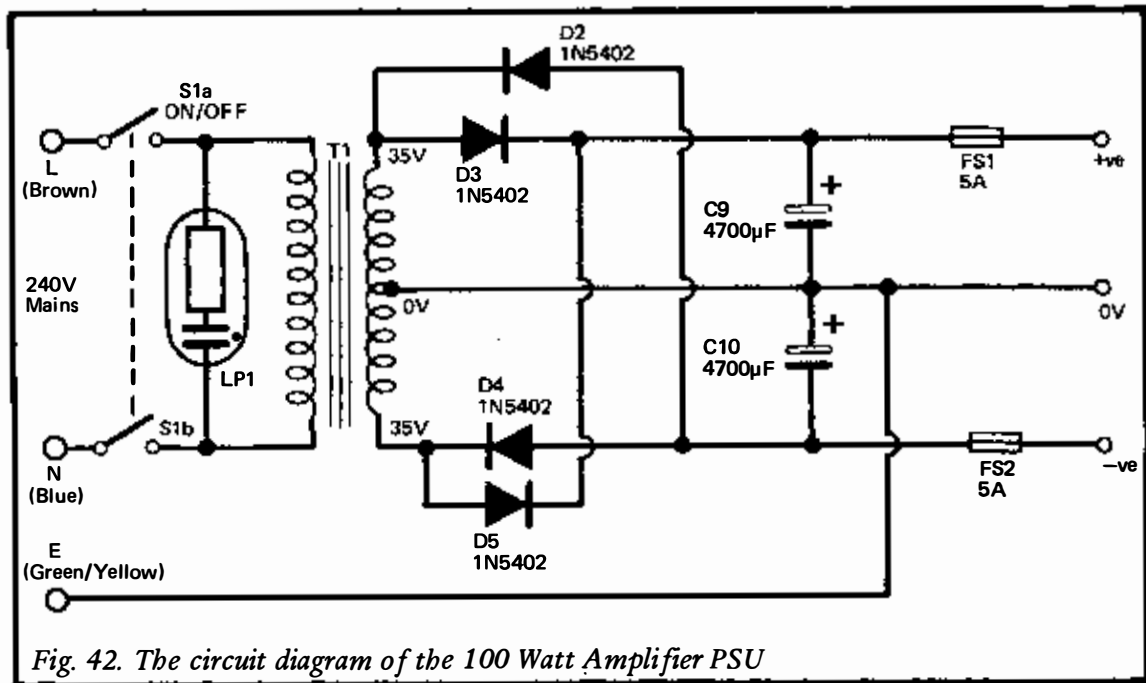 D2
1N5402
S1a
ON/OFF
L
(Brown)
T1
35V
D3
1N5402
FS1
5A
+ve
+
C9
4700µF
240V
Mains
0V
0V
+
C10
4700µF
LP1
D4
1N5402
35V
S1b
N
(Blue)
FS2
5A
−ve
D5
1N5402
E
(Green/Yellow)
Fig. 42. The circuit diagram of the 100 Watt Amplifier PSU